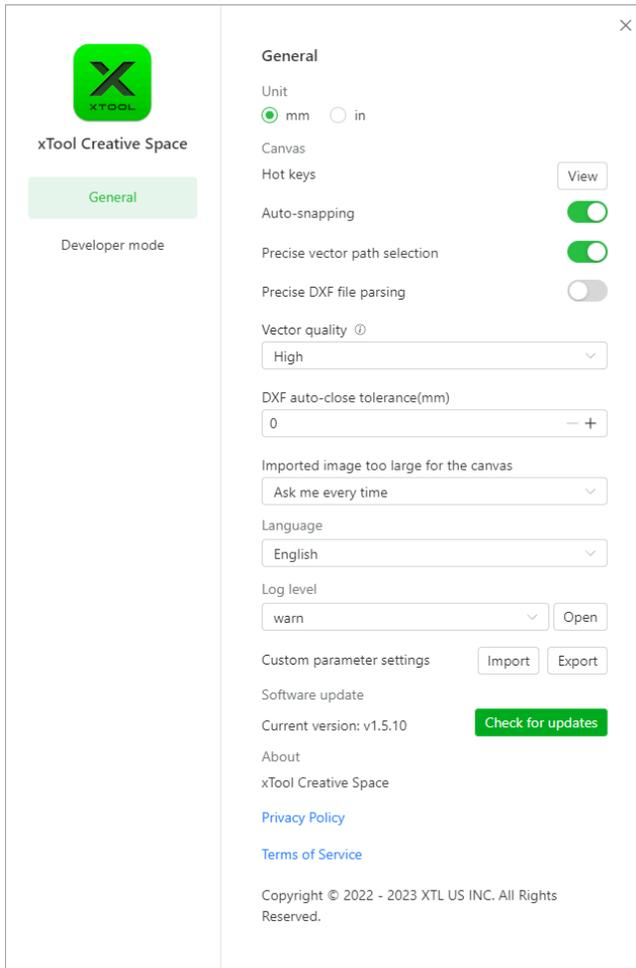 General
XTOOL
xTool Creative Space
General
Developer mode
Unit
mm in
Canvas
Hot keys View
Auto-snapping
Precise vector path selection
Precise DXF file parsing
Vector quality
High
DXF auto-close tolerance(mm)
0
Imported image too large for the canvas
Ask me every time
Language
English
Log level
warn Open
Custom parameter settings Import Export
Software update
Current version: v1.5.10 Check for updates
About
xTool Creative Space
Privacy Policy
Terms of Service
Copyright © 2022 - 2023 XTL US INC. All Rights
Reserved.